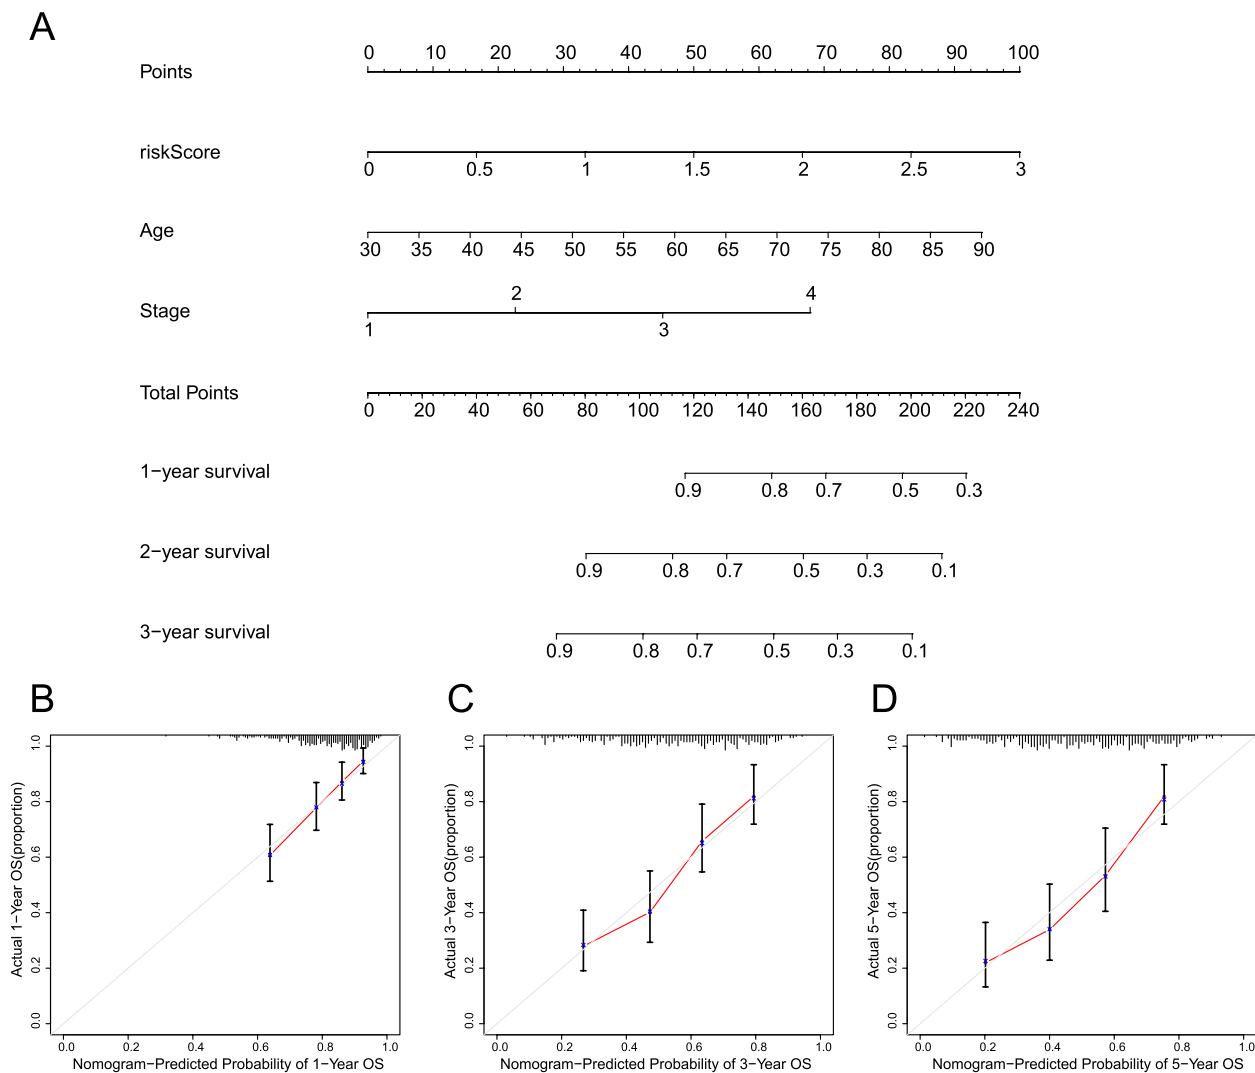 A
Points
0 10 20 30 40 50 60 70 80 90 100
riskScore
0 0.5 1 1.5 2 2.5 3
Age
30 35 40 45 50 55 60 65 70 75 80 85 90
Stage
2 4
1 3
Total Points
0 20 40 60 80 100 120 140 160 180 200 220 240
1−year survival
0.9 0.8 0.7 0.5 0.3
2−year survival
0.9 0.8 0.7 0.5 0.3 0.1
3−year survival
0.9 0.8 0.7 0.5 0.3 0.1
B
Actual 1−Year OS(proportion)
0.0 0.2 0.4 0.6 0.8 1.0
0.0 0.2 0.4 0.6 0.8 1.0
Nomogram−Predicted Probability of 1−Year OS
C
Actual 3−Year OS(proportion)
0.0 0.2 0.4 0.6 0.8 1.0
0.0 0.2 0.4 0.6 0.8 1.0
Nomogram−Predicted Probability of 3−Year OS
D
Actual 5−Year OS(proportion)
0.0 0.2 0.4 0.6 0.8 1.0
0.0 0.2 0.4 0.6 0.8 1.0
Nomogram−Predicted Probability of 5−Year OS